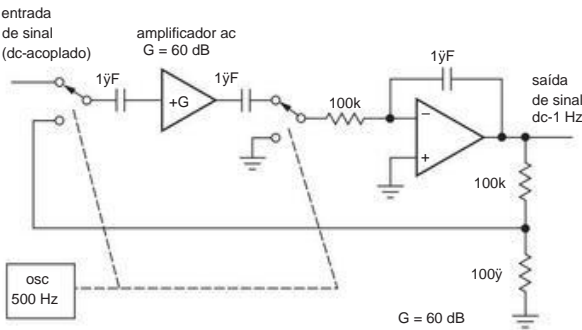 entrada
de sinal
(dc-acoplado)
amplificador ac
G = 60 dB
1ÿF
+G
1ÿF
100k
1ÿF
−
+
saída
de sinal
dc-1 Hz
100k
100ÿ
osc
500 Hz
G = 60 dB